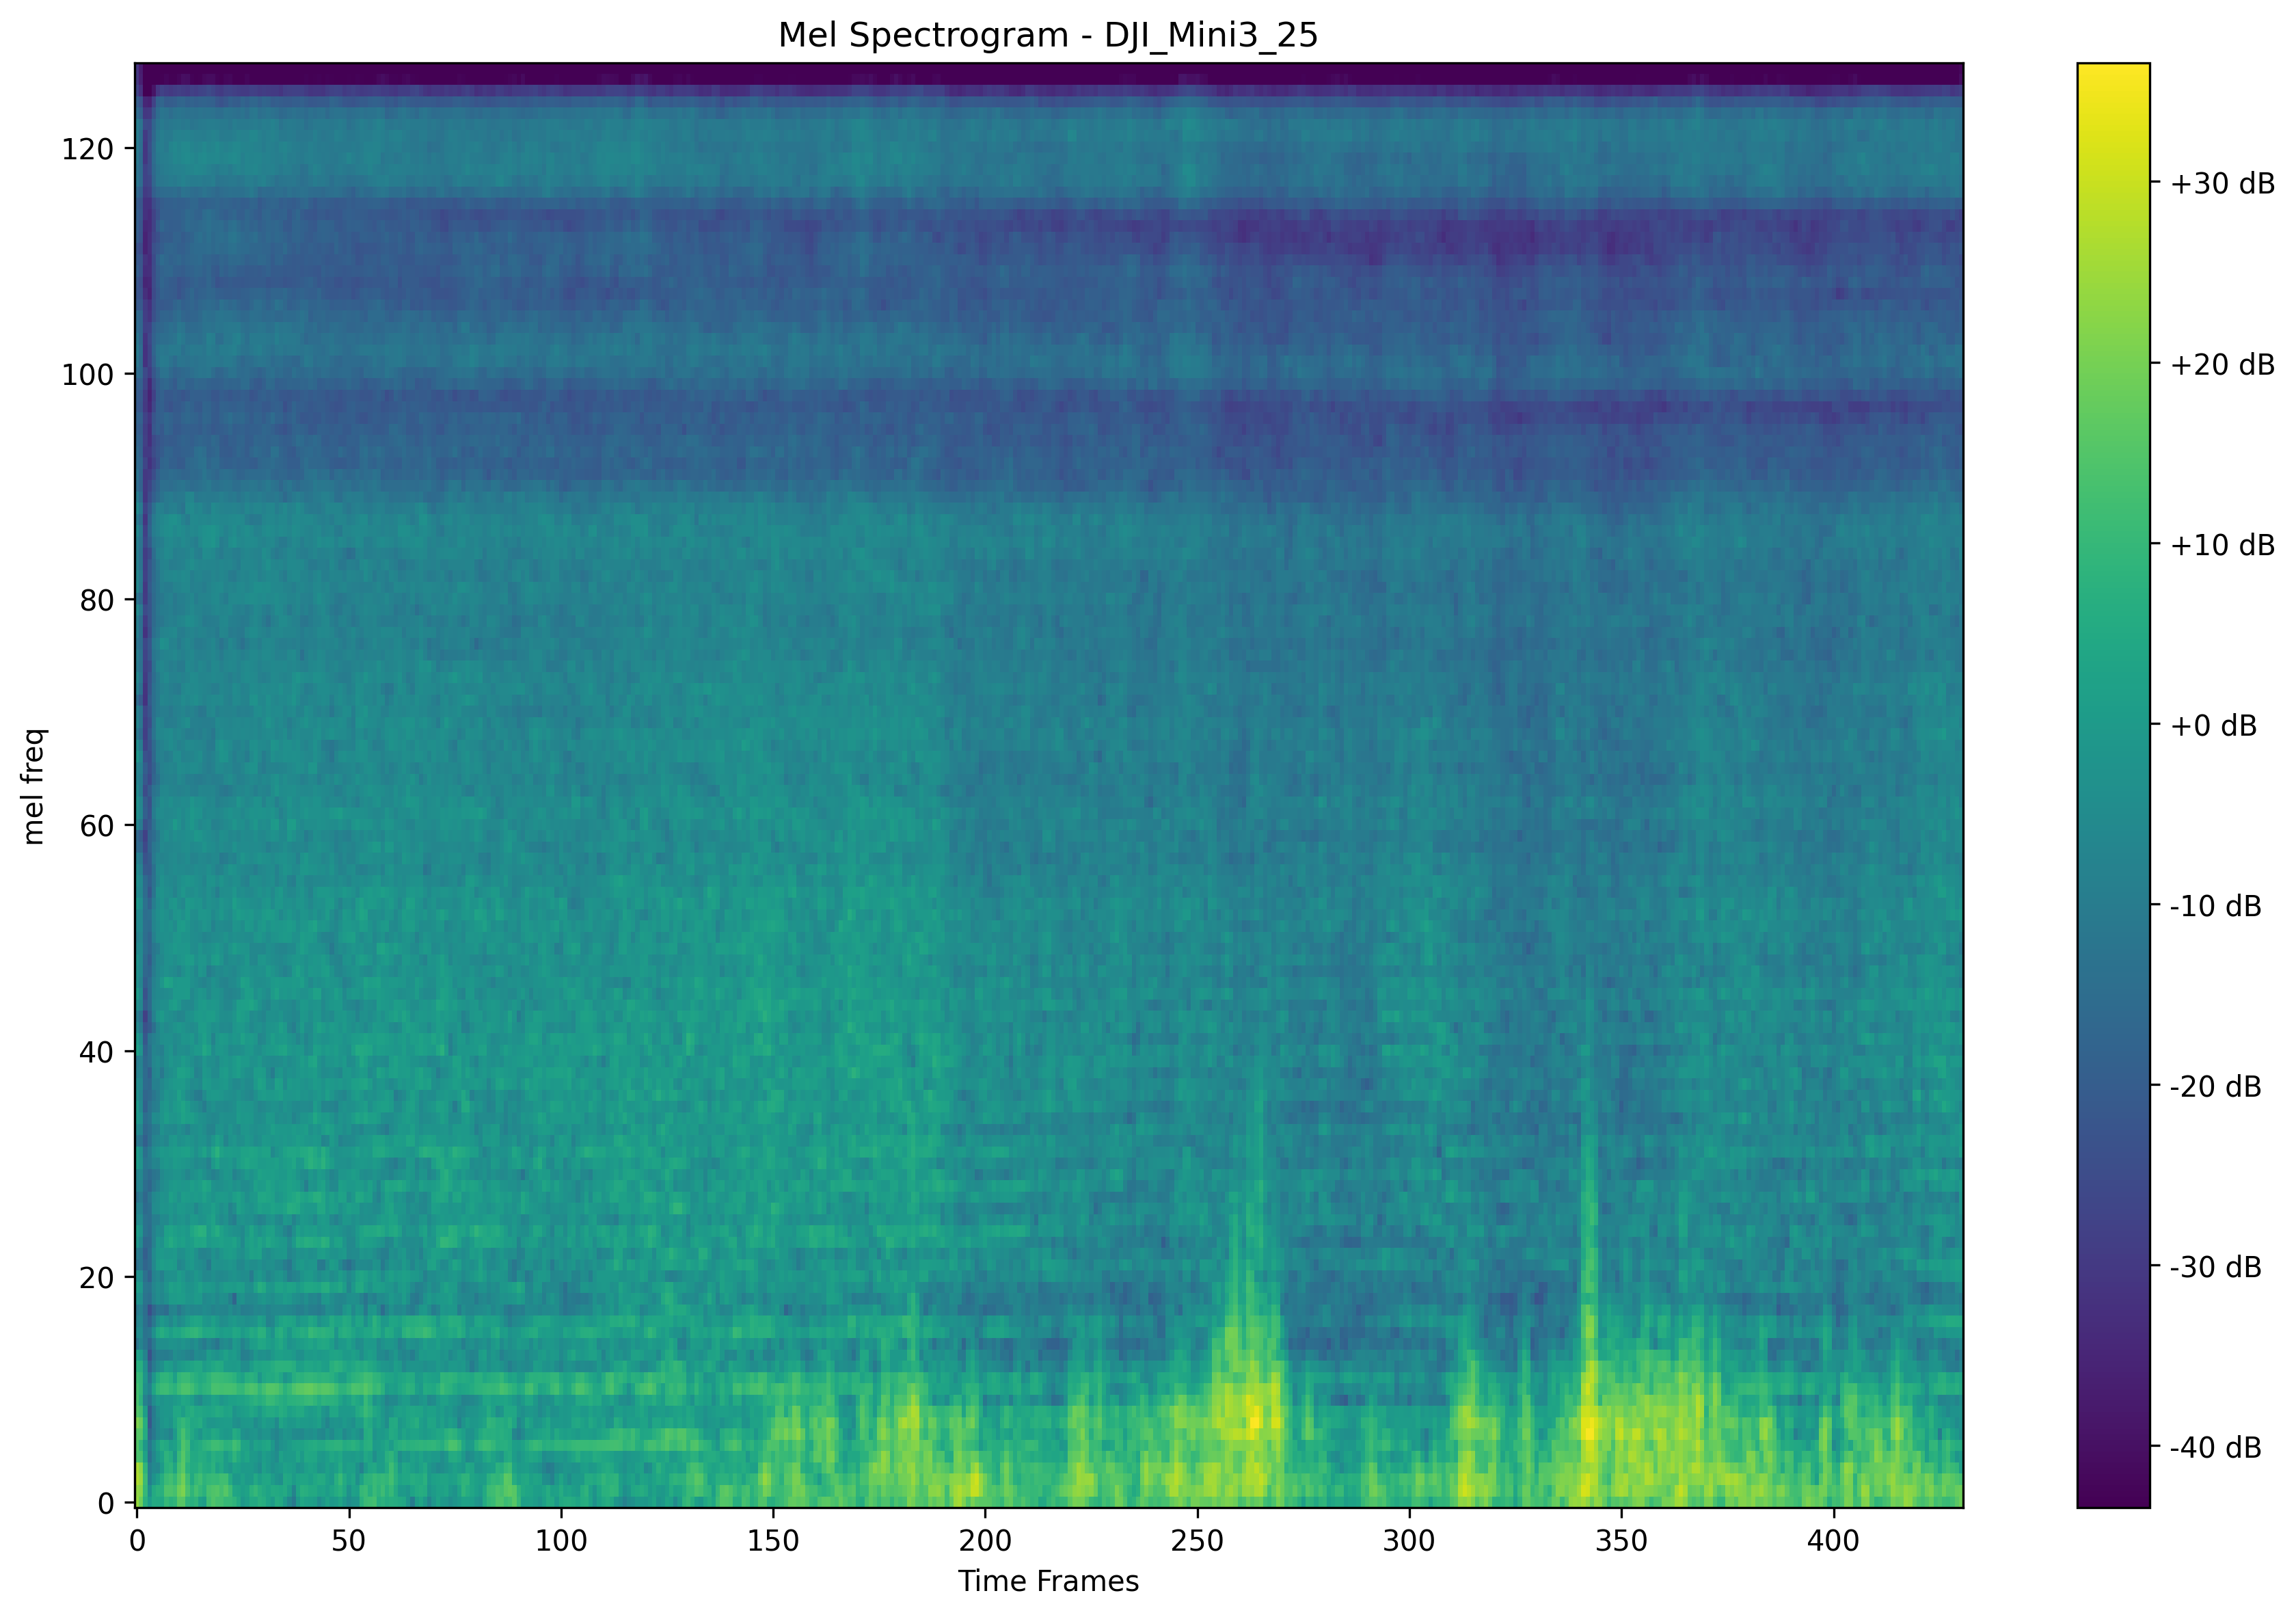 Mel Spectrogram - DJI_Mini3_25
mel freq
120
100
80
60
40
20
0
0 50 100 150 200 250 300 350 400
Time Frames
+30 dB
+20 dB
+10 dB
+0 dB
-10 dB
-20 dB
-30 dB
-40 dB